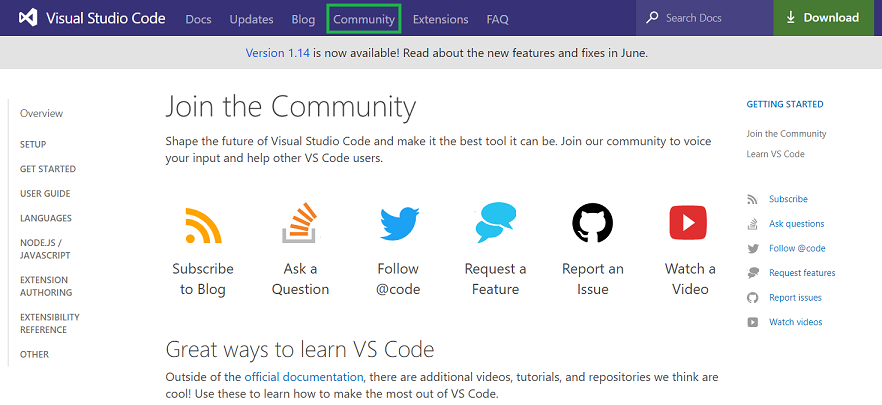 Visual Studio Code Docs Updates Blog Community Extensions FAQ Search Docs Download
Version 1.14 is now available! Read about the new features and fixes in June.
Overview
SETUP
GET STARTED
USER GUIDE
LANGUAGES
NODE.JS /
JAVASCRIPT
EXTENSION
AUTHORING
EXTENSIBILITY
REFERENCE
OTHER
Join the Community
Shape the future of Visual Studio Code and make it the best tool it can be. Join our community to voice
your input and help other VS Code users.
Subscribe
to Blog
Ask a
Question
Follow
@code
Request a
Feature
Report an
Issue
Watch a
Video
Great ways to learn VS Code
Outside of the official documentation, there are additional videos, tutorials, and repositories we think are
cool! Use these to learn how to make the most out of VS Code.
GETTING STARTED
Join the Community
Learn VS Code
Subscribe
Ask questions
Follow @code
Request features
Report issues
Watch videos